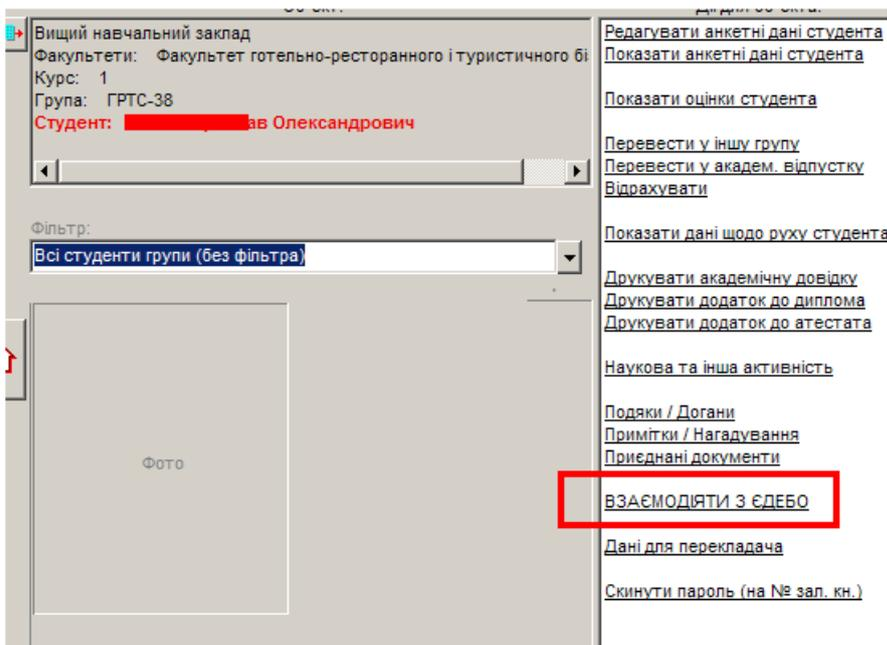 Вищий навчальний заклад
Факультети: Факультет готельно-ресторанного і туристичного бі
Курс: 1
Група: ГРТС-38
Студент: ав Олександрович
Фільтр:
Всі студенти групи (без фільтра)
Фото
Редагувати анкетні дані студента
Показати анкетні дані студента
Показати оцінки студента
Перевести у іншу групу
Перевести у академ. відпустку
Відрахувати
Показати дані щодо руху студента
Друкувати академічну довідку
Друкувати додаток до диплома
Друкувати додаток до атестата
Наукова та інша активність
Подяки / Догани
Примітки / Нагадування
Приєднані документи
ВЗАЄМОДІЯТИ З ЄДЕБО
Дані для перекладача
Скинути пароль (на № зал. кн.)